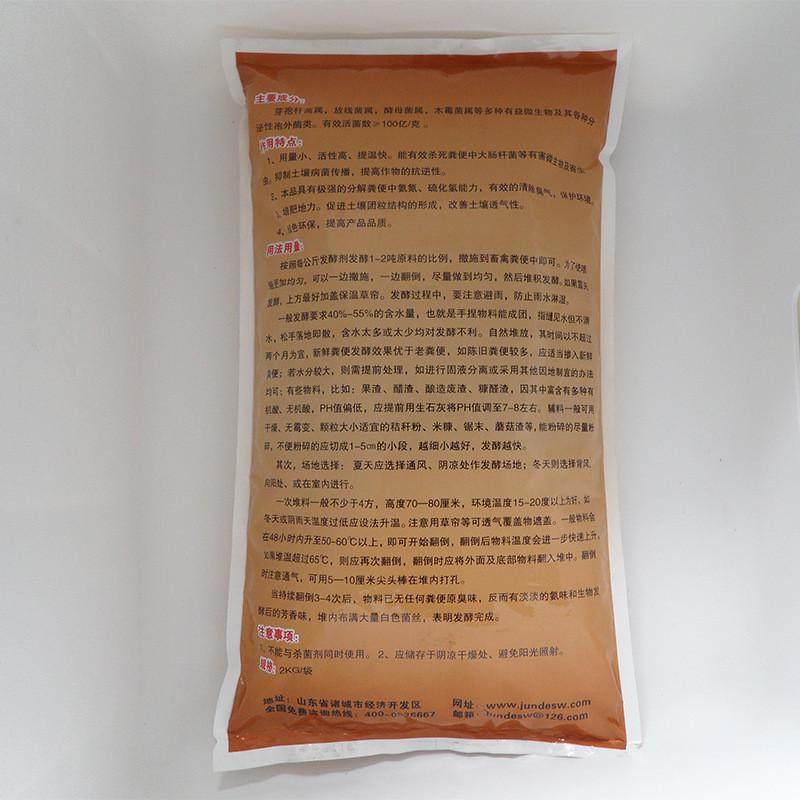 主要成分:
芽孢杆菌属，放线菌属，酵母菌属，木霉菌属等多种有益微生物及其各种分
泌性孢外酶类。有效活菌数≥100亿/克 。
作用特点:
1、用量小、活性高、提温快。能有效杀死粪便中大肠杆菌等有害微生物及害
虫。抑制土壤病菌传播，提高作物的抗逆性。
2、本品具有极强的分解粪便中氨氮、硫化氢能力，有效的清除臭气，保护环境。
3、培肥地力。促进土壤团粒结构的形成，改善土壤透气性。
4、绿色环保，提高产品品质。
用法用量:
按照每公斤发酵剂发酵1-2吨原料的比例，撒施到畜禽粪便中即可。为了使喷
施更加均匀，可以一边撒施，一边翻倒，尽量做到均匀，然后堆积发酵。如果露天
发酵，上方最好加盖保温草帘。发酵过程中，要注意避雨，防止雨水淋湿。
一般发酵要求40%-55%的含水量，也就是手捏物料能成团，指缝见水但不滴
水，松手落地即散，含水太多或太少均对发酵不利。自然堆放，其时间以不超过
两个月为宜，新鲜粪便发酵效果优于老粪便，如陈旧粪便较多，应适当掺入新鲜
粪便；若水分较大，则需提前处理，如进行固液分离或采用其他因地制宜的办法
均可；有些物料，比如：果渣、醋渣、酿造废渣、糠醛渣，因其中富含有多种有
机酸、无机酸，PH值偏低，应提前用生石灰将PH值调至7-8左右。 辅料一般可用
干燥、无霉变、颗粒大小适宜的秸秆粉、米糠、锯末、蘑菇渣等，能粉碎的尽量粉
碎，不便粉碎的应切成1-5cm的小段，越细小越好，发酵越快。
其次，场地选择： 夏天应选择通风、阴凉处作发酵场地；冬天则选择背风、
向阳处、或在室内进行。
一次堆料一般不少于4方，高度70—80厘米，环境温度15-20度以上为好。如
冬天或阴雨天温度过低应设法升温。注意用草帘等可透气覆盖物遮盖。一般物料会
在48小时内升至50-60℃以上，即可开始翻倒，翻倒后物料温度会进一步快速上升，
如果堆温超过65℃，则应再次翻倒，翻倒时应将外面及底部物料翻入堆中。翻倒
时注意通气，可用5—10厘米尖头棒在堆内打孔。
当持续翻倒3-4次后，物料已无任何粪便原臭味，反而有淡淡的氨味和生物发
酵后的芳香味，堆内布满大量白色菌丝，表明发酵完成。
注意事项:
1、不能与杀菌剂同时使用。 2、应储存于阴凉干燥处、避免阳光照射。
规格: 2KG/袋
地址：山东省诸城市经济开发区 网址：www.jundesw.com
全国免费咨询热线： 邮箱：jundesw@126.com